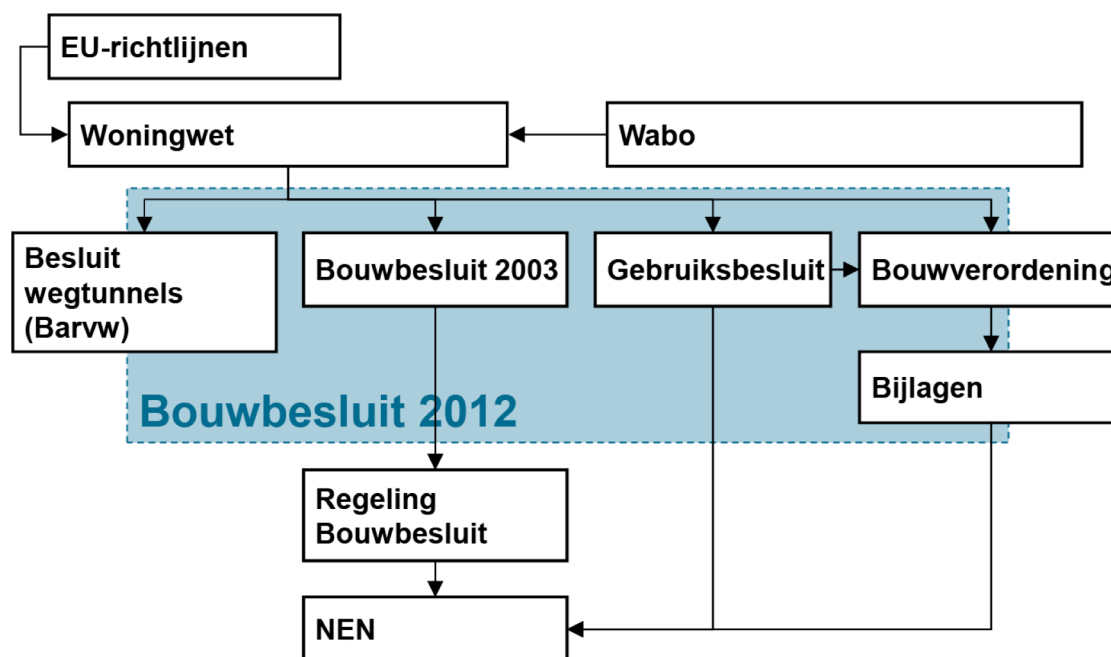 EU-richtlijnen
Woningwet
Wabo
Besluit
wegtunnels
(Barvw)
Bouwbesluit 2003
Gebruiksbesluit
Bouwverordening
Bijlagen
Bouwbesluit 2012
Regeling
Bouwbesluit
NEN